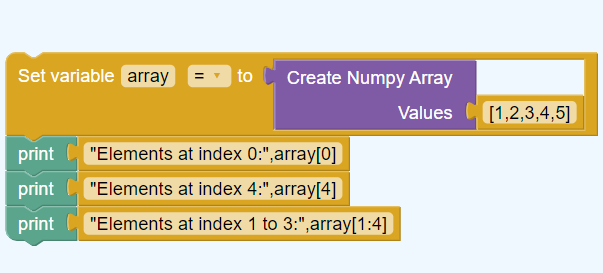 Set variable array = to Create Numpy Array
Values [1,2,3,4,5]
print "Elements at index 0:",array[0]
print "Elements at index 4:",array[4]
print "Elements at index 1 to 3:",array[1:4]